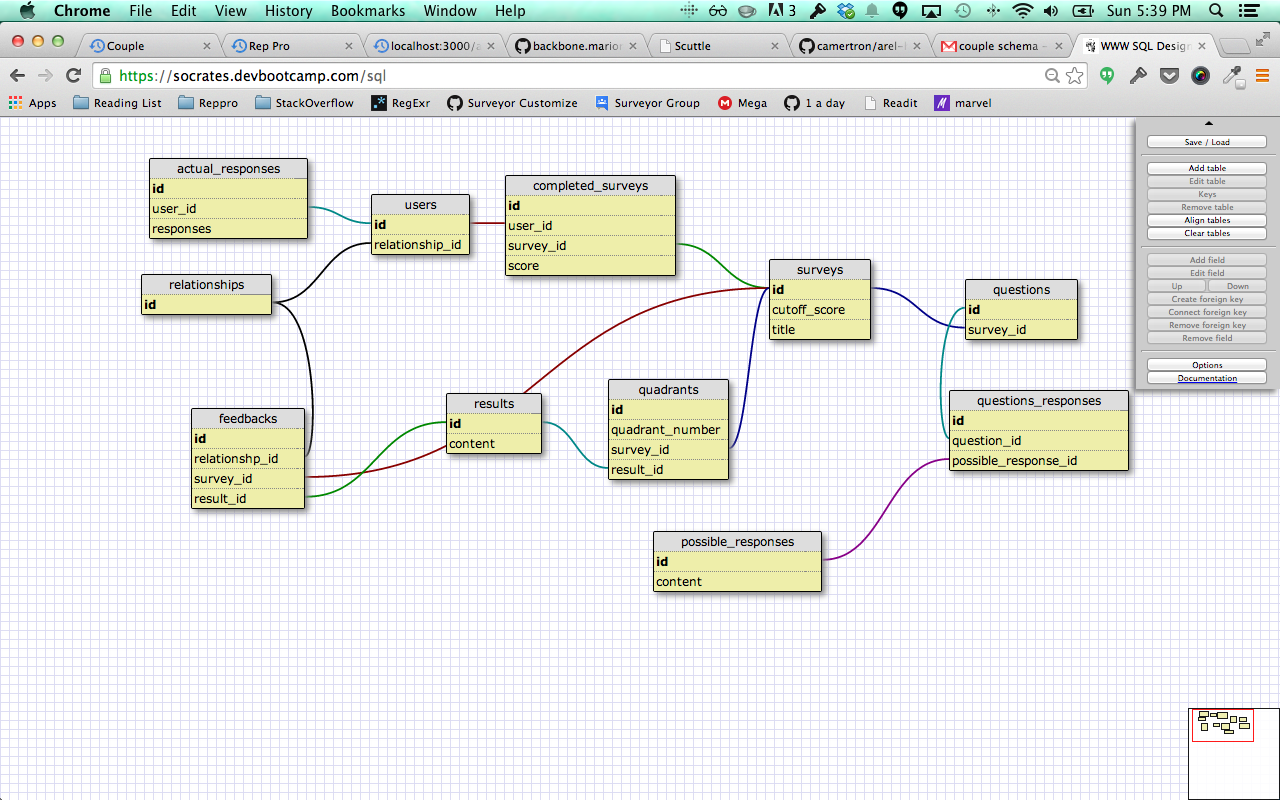 Chrome File Edit View History Bookmarks Window Help 3 Sun 5:39 PM
Couple Rep Pro localhost:3000/a backbone.mario Scuttle camertron/arel- couple schema - WWW SQL Design
https://socrates.devbootcamp.com/sql
Apps Reading List Reppro StackOverflow RegExr Surveyor Customize Surveyor Group Mega 1 a day Readit marvel
actual_responses
id
user_id
responses
users
id
relationship_id
completed_surveys
id
user_id
survey_id
score
relationships
id
surveys
id
cutoff_score
title
questions
id
survey_id
feedbacks
id
relationshp_id
survey_id
result_id
results
id
content
quadrants
id
quadrant_number
survey_id
result_id
questions_responses
id
question_id
possible_response_id
possible_responses
id
content
Save / Load
Add table
Edit table
Keys
Remove table
Align tables
Clear tables
Add field
Edit field
Up Down
Create foreign key
Connect foreign key
Remove foreign key
Remove field
Options
Documentation